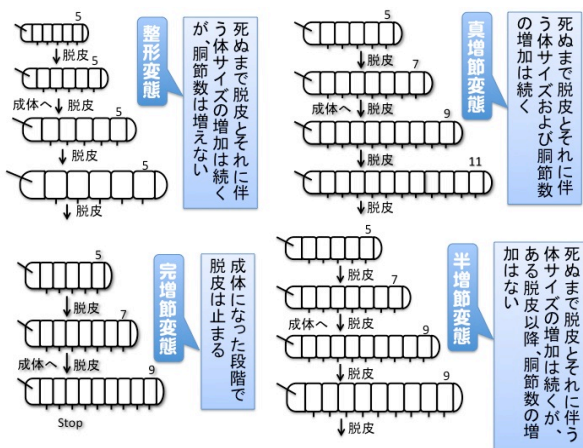 5
脱皮
5
成体へ
脱皮
5
脱皮
5
脱皮
整形変態
死ぬまで脱皮とそれに伴
う体サイズの増加は続く
が、胴節数は増えない
5
脱皮
7
成体へ
脱皮
9
脱皮
11
脱皮
真増節変態
死ぬまで脱皮とそれに伴
う体サイズおよび胴節数
の増加は続く
5
脱皮
7
成体へ
脱皮
9
Stop
完増節変態
成体になった段階で
脱皮は止まる
5
脱皮
7
成体へ
脱皮
9
脱皮
9
脱皮
半増節変態
死ぬまで脱皮とそれに伴う
体サイズの増加は続くが、
ある脱皮以降、胴節数の増
加はない